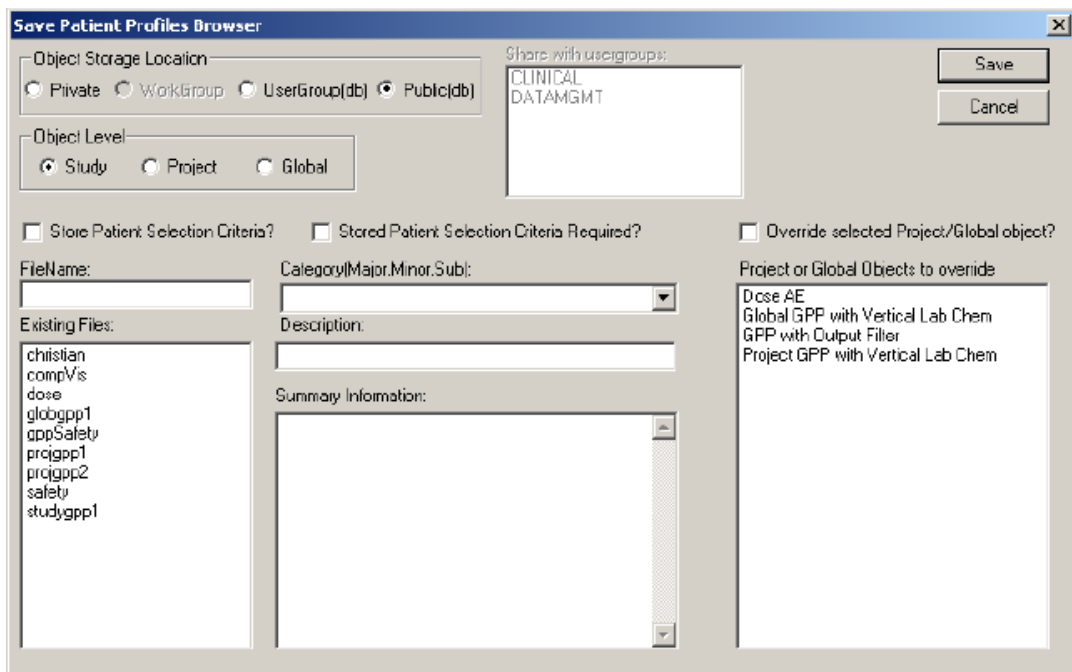 Save Patient Profiles Browser
Object Storage Location
Private WorkGroup UserGroup(db) Public(db)
Share with usergroups:
CLINICAL
DATAMGMT
Save
Cancel
Object Level
Study Project Global
Store Patient Selection Criteria? Stored Patient Selection Criteria Required? Override selected Project/Global object?
FileName:
Category(Major.Minor.Sub):
Project or Global Objects to override
Dose AE
Global GPP with Vertical Lab Chem
GPP with Output Filter
Project GPP with Vertical Lab Chem
Existing Files:
christian
compVis
dose
globgpp1
gppSafety
projgpp1
projgpp2
safety
studygpp1
Description:
Summary Information: